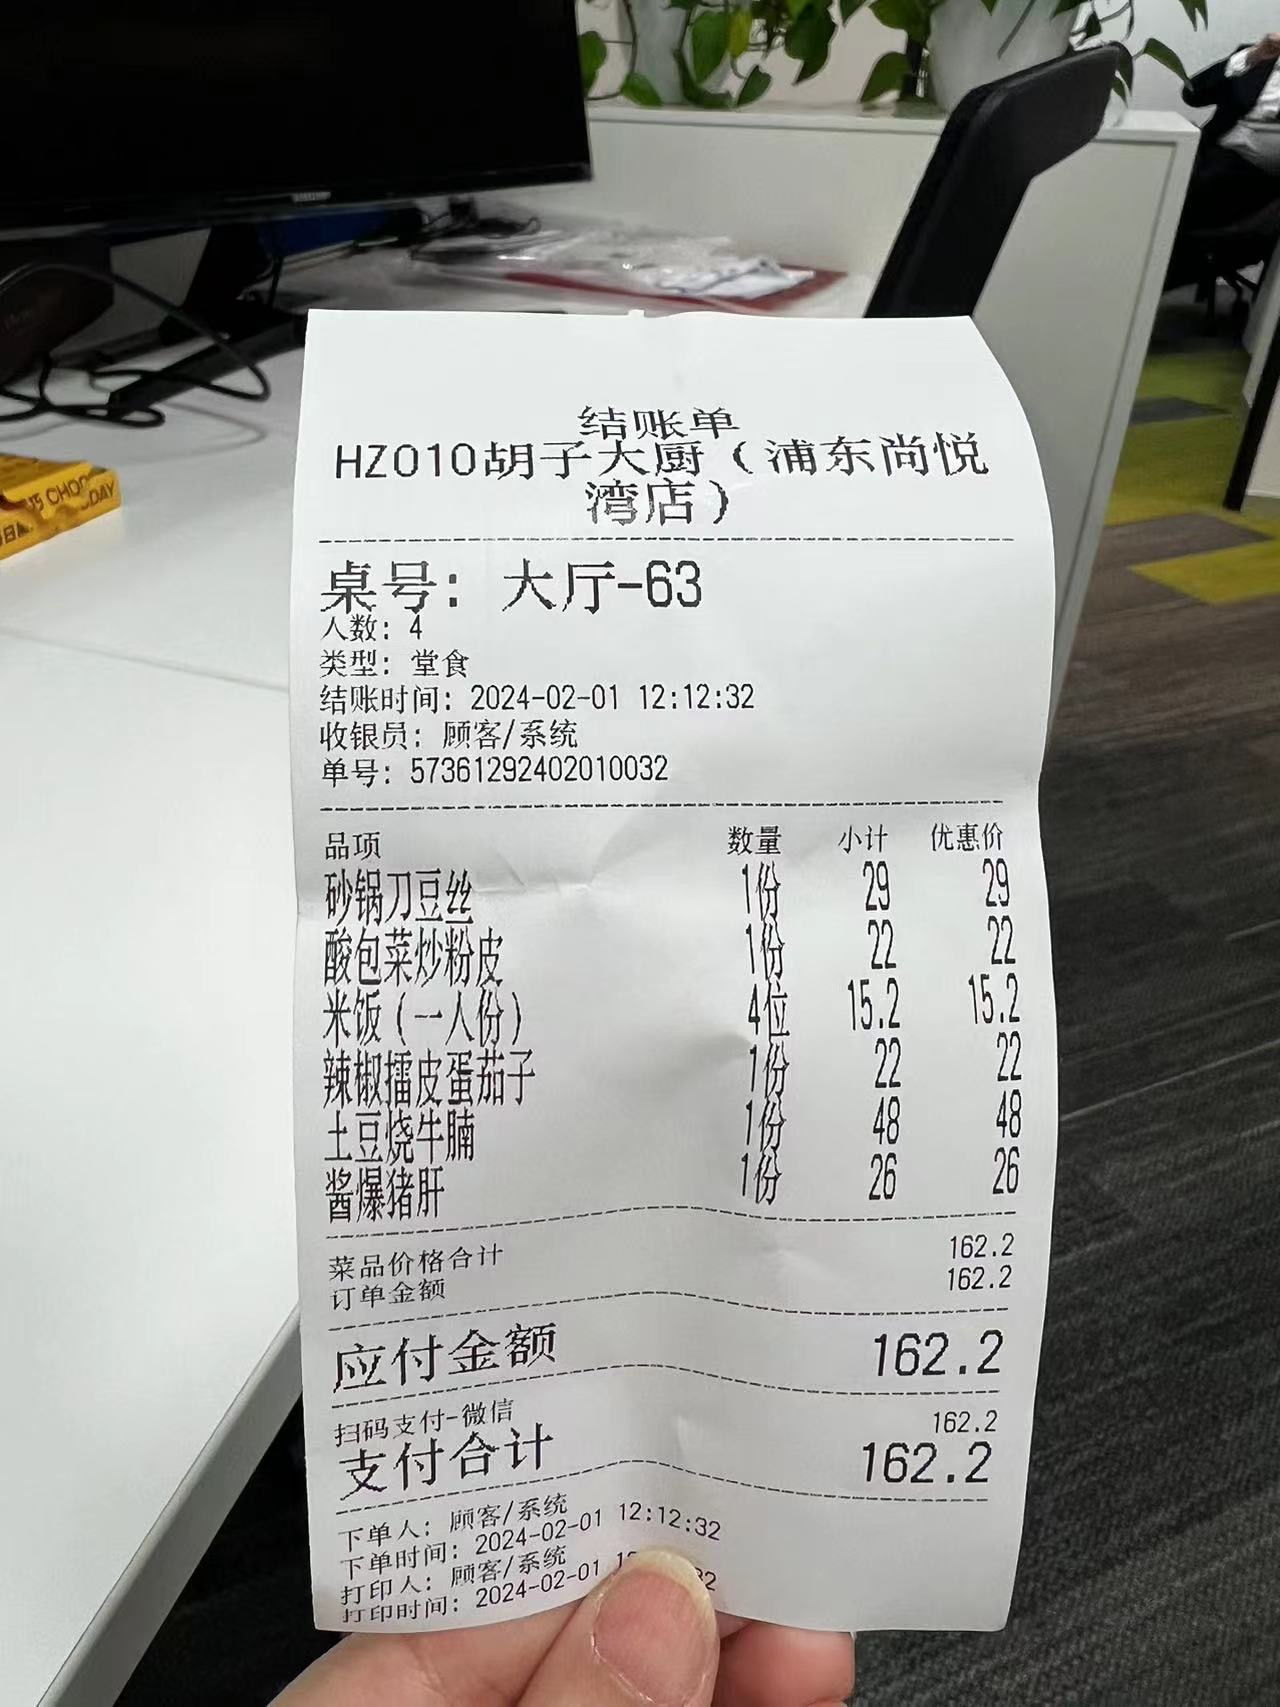 结账单
HZ010胡子大厨（浦东尚悦
湾店）
桌号：大厅-63
人数：4
类型：堂食
结账时间：2024-02-01 12:12:32
收银员：顾客/系统
单号：57361292402010032
品项 数量 小计 优惠价
砂锅刀豆丝 1份 29 29
酸包菜炒粉皮 1份 22 22
米饭（一人份） 4位 15.2 15.2
辣椒擂皮蛋茄子 1份 22 22
土豆烧牛腩 1份 48 48
酱爆猪肝 1份 26 26
菜品价格合计 162.2
订单金额 162.2
应付金额 162.2
扫码支付-微信 162.2
支付合计 162.2
下单人：顾客/系统
下单时间：2024-02-01 12:12:32
打印人：顾客/系统
打印时间：2024-02-01
DAY